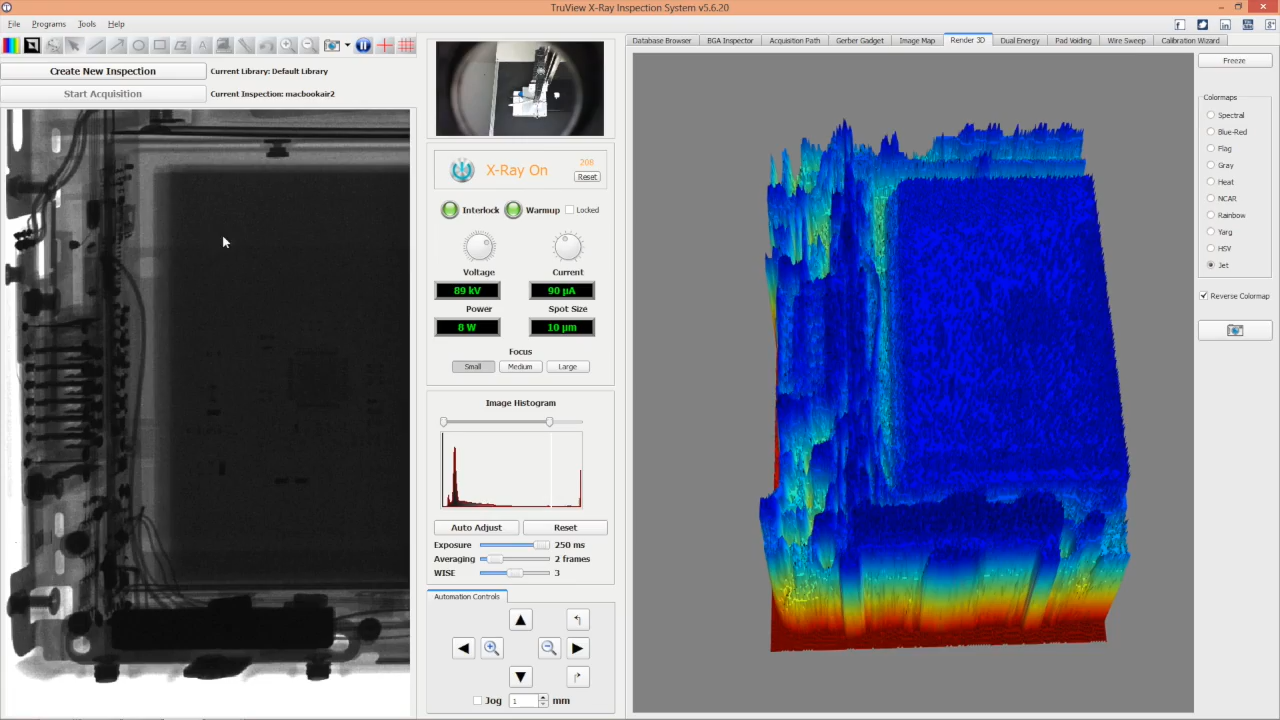 TruView X-Ray Inspection System v5.6.20
File Programs Tools Help
Create New Inspection
Current Library: Default Library
Start Acquisition
Current Inspection: macbookair2
X-Ray On
200
Reset
Interlock
Warmup
Locked
Voltage
Current
89 kV
90 µA
Power
Spot Size
8 W
10 µm
Focus
Small
Medium
Large
Image Histogram
Auto Adjust
Reset
Exposure
250 ms
Averaging
2 frames
WISE
3
Automation Controls
Jog
1
mm
Database Browser
BGA Inspector
Acquisition Path
Gerber Gadget
Image Map
Render 3D
Dual Energy
Pad Voiding
Wire Sweep
Calibration Wizard
Freeze
Colormaps
Spectral
Blue-Red
Flag
Gray
Heat
NCAR
Rainbow
Yarg
HSV
Jet
Reverse Colormap